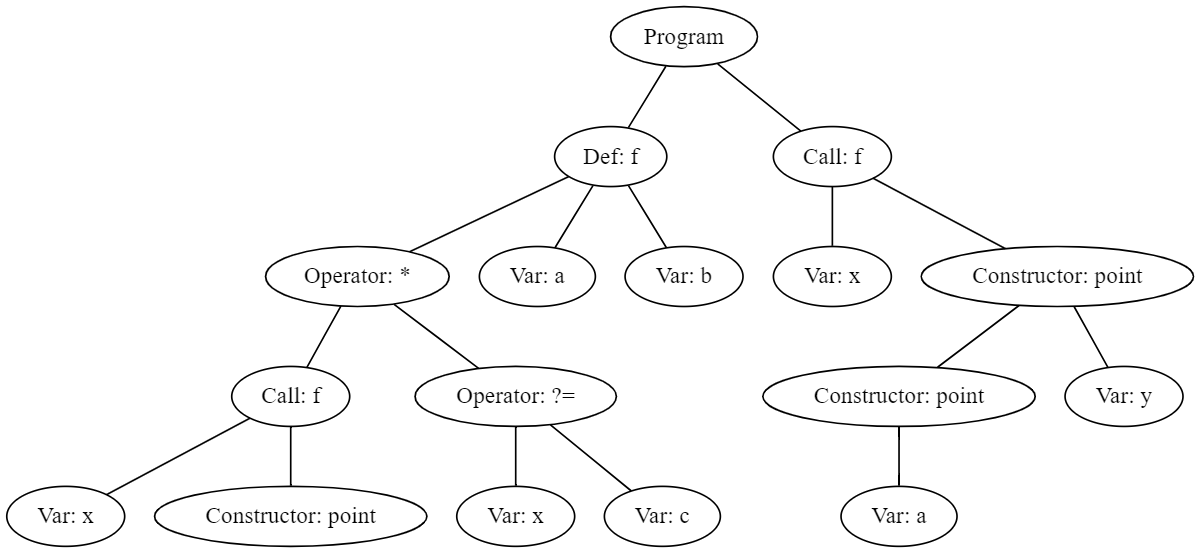 Program
Def: f
Call: f
Operator: *
Var: a
Var: b
Var: x
Constructor: point
Call: f
Operator: ?=
Constructor: point
Var: y
Var: x
Constructor: point
Var: x
Var: c
Var: a